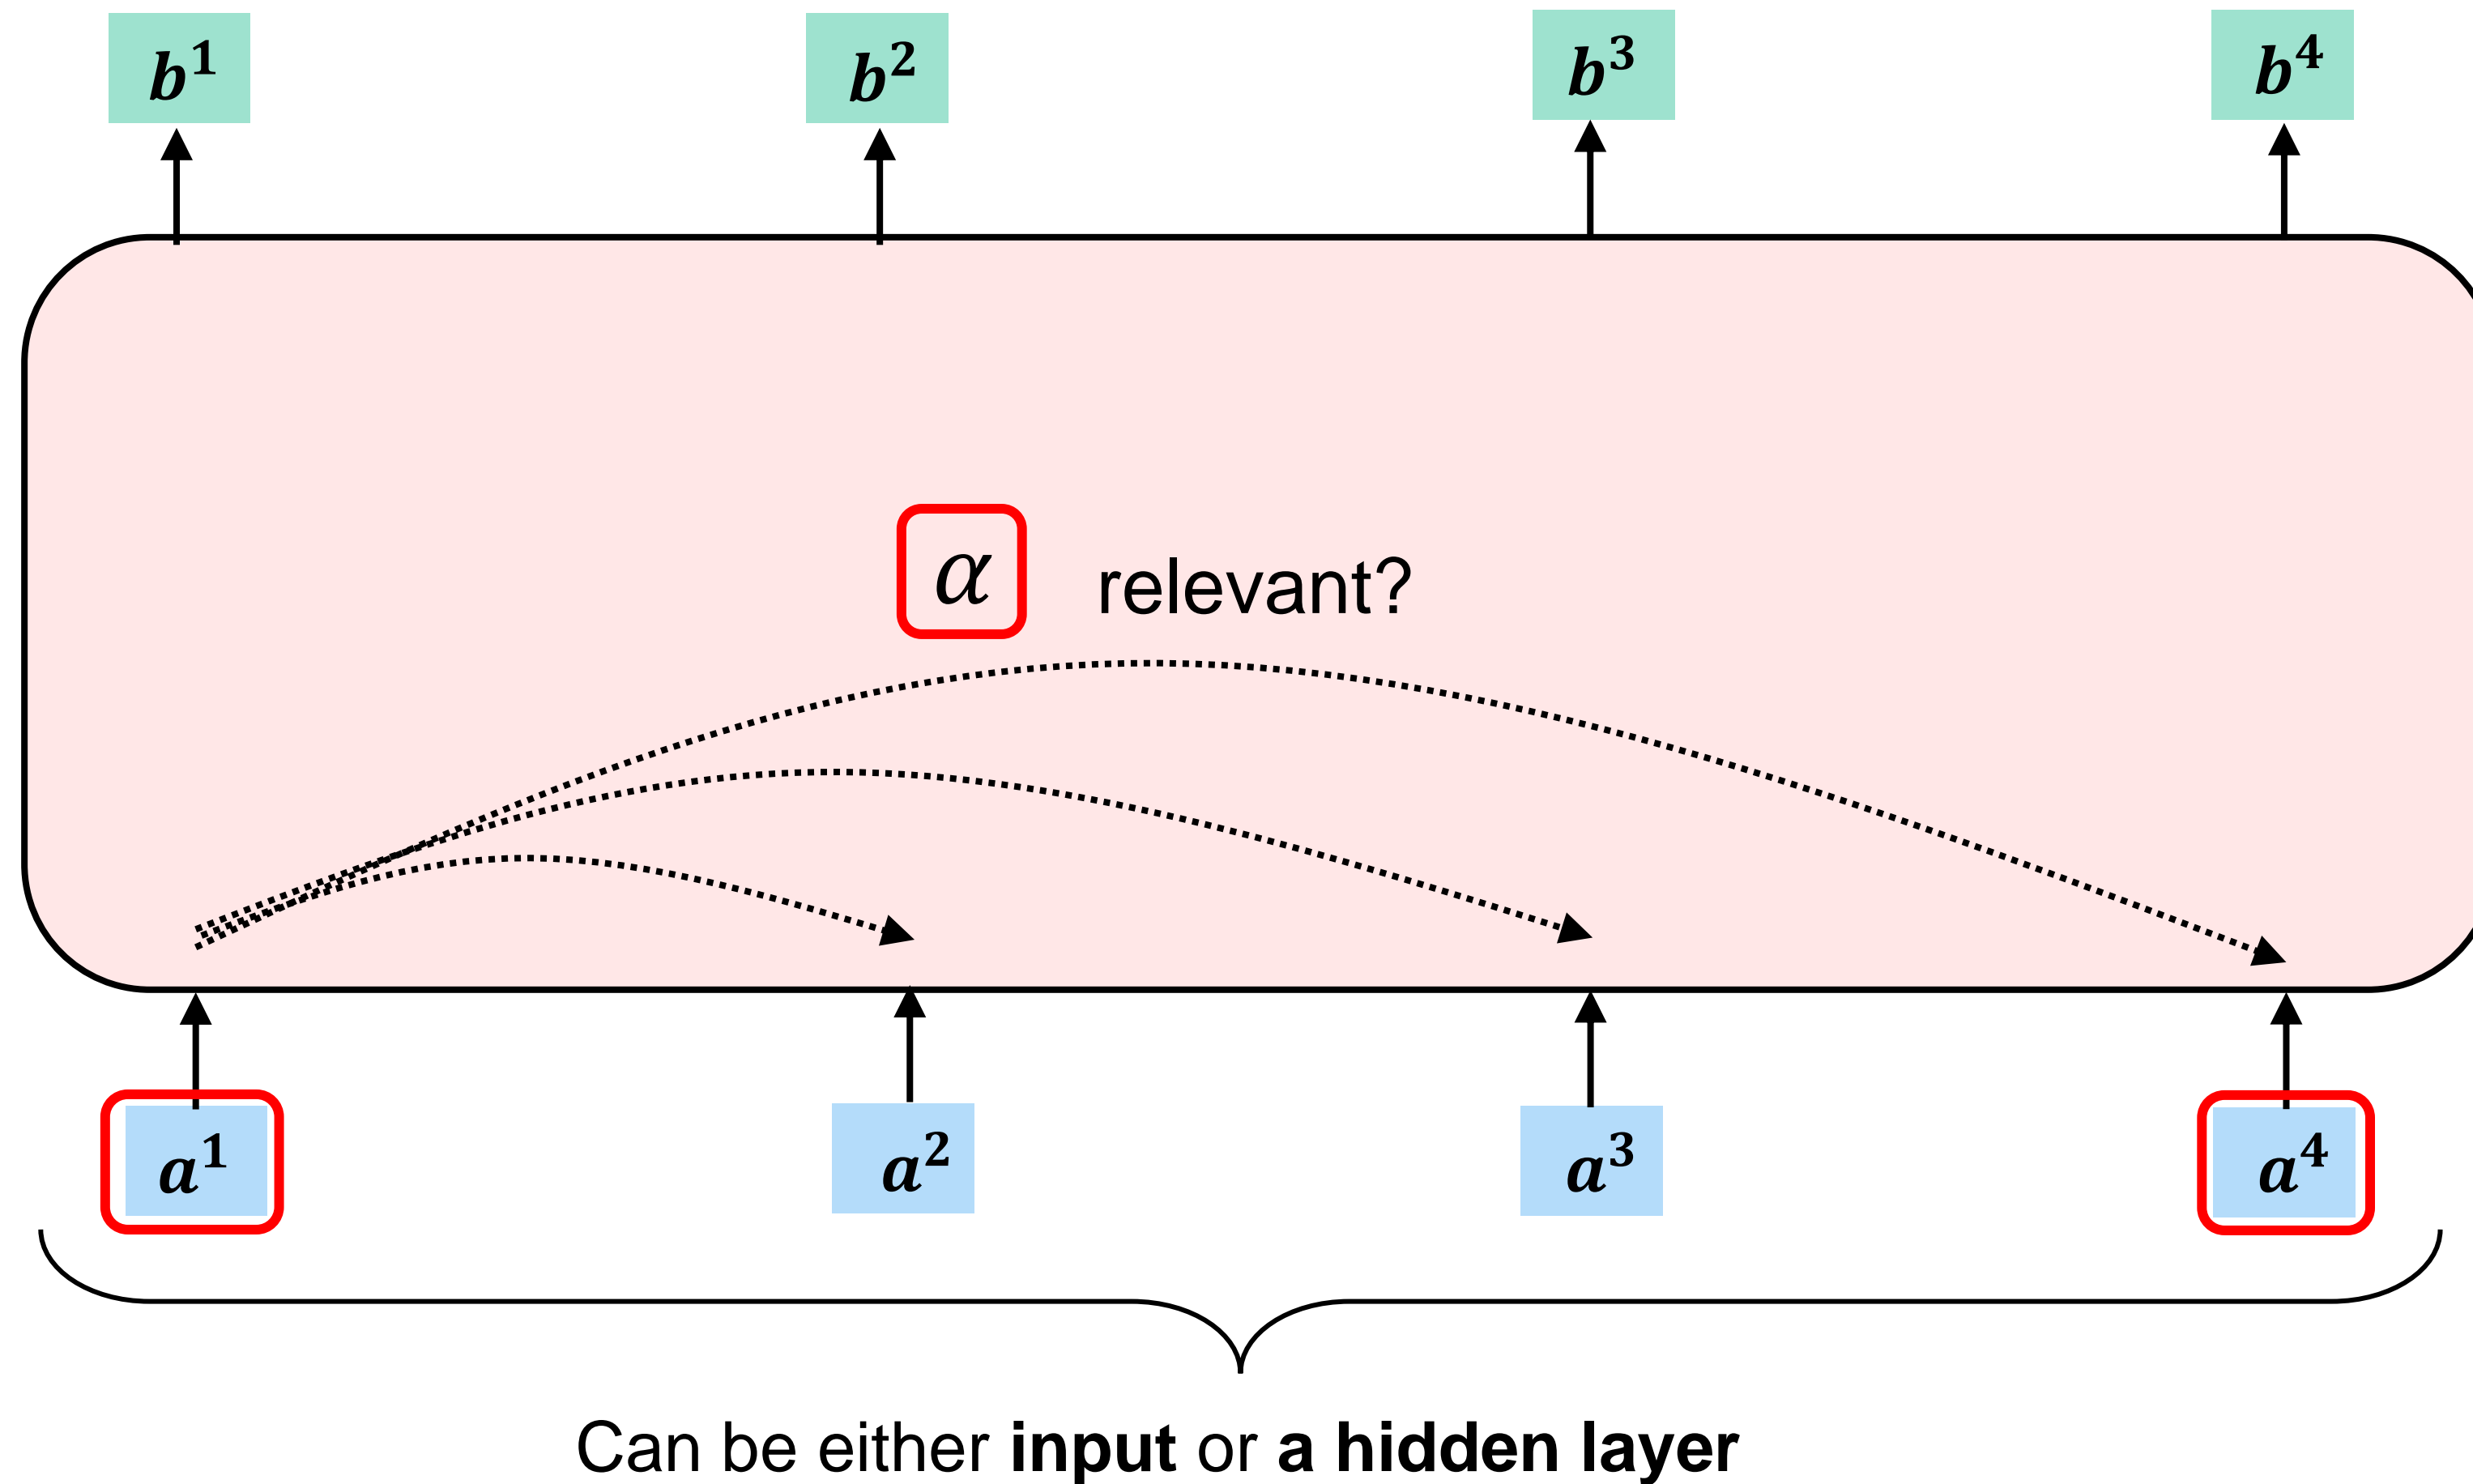 b¹ b² b³ b⁴
α relevant?
a¹ a² a³ a⁴
Can be either input or a hidden layer